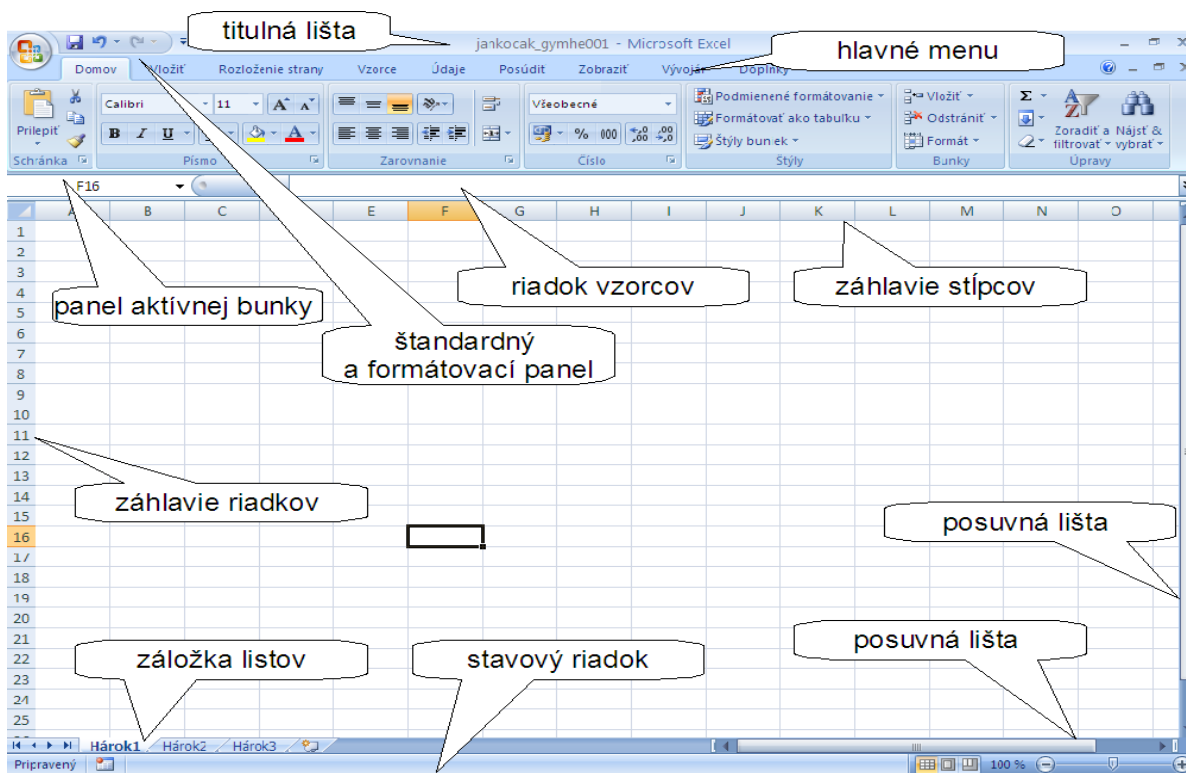 titulná lišta
jankocak_gymhe001 - Microsoft Excel
hlavné menu
Domov Vložiť Rozloženie strany Vzorce Údaje Posúdiť Zobraziť Vývojár Doplnky
Calibri 11 Všeobecné Podmienené formátovanie Vložiť Σ
Prilepiť B I U % 000 Formátovať ako tabuľku Odstrániť
Štýly buniek Formát Zoradiť a filtrovať Nájsť & vybrať
Schránka Písmo Zarovnanie Číslo Štýly Bunky Úpravy
F16
A B C E F G H I J K L M N O
1
2
3
riadok vzorcov záhlavie stĺpcov
4
panel aktívnej bunky
5
6
štandardný
7
a formátovací panel
8
9
10
11
12
13
14
záhlavie riadkov
15
posuvná lišta
16
17
18
19
20
21
posuvná lišta
22
záložka listov stavový riadok
23
24
25
Hárok1 Hárok2 Hárok3
Pripravený 100 %